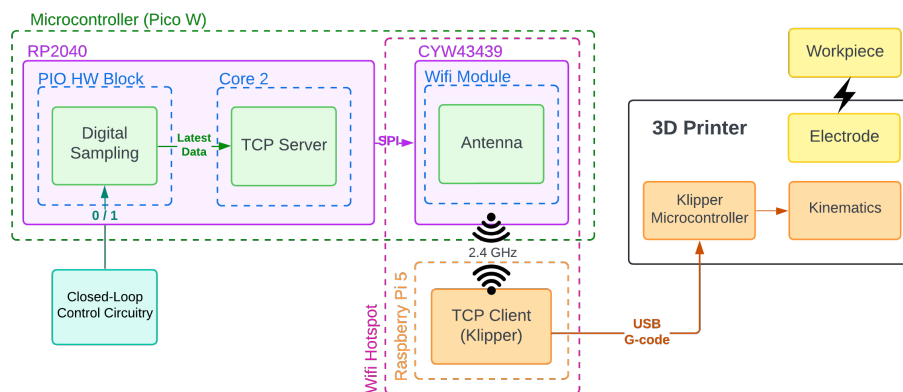 Microcontroller (Pico W)
RP2040
CYW43439
PIO HW Block
Core 2
Wifi Module
Digital
Sampling
Latest
Data
TCP Server
SPI
Antenna
0 / 1
Closed-Loop
Control Circuitry
2.4 GHz
Wifi Hotspot
Raspberry Pi 5
TCP Client
(Klipper)
USB
G-code
Workpiece
3D Printer
Electrode
Klipper
Microcontroller
Kinematics